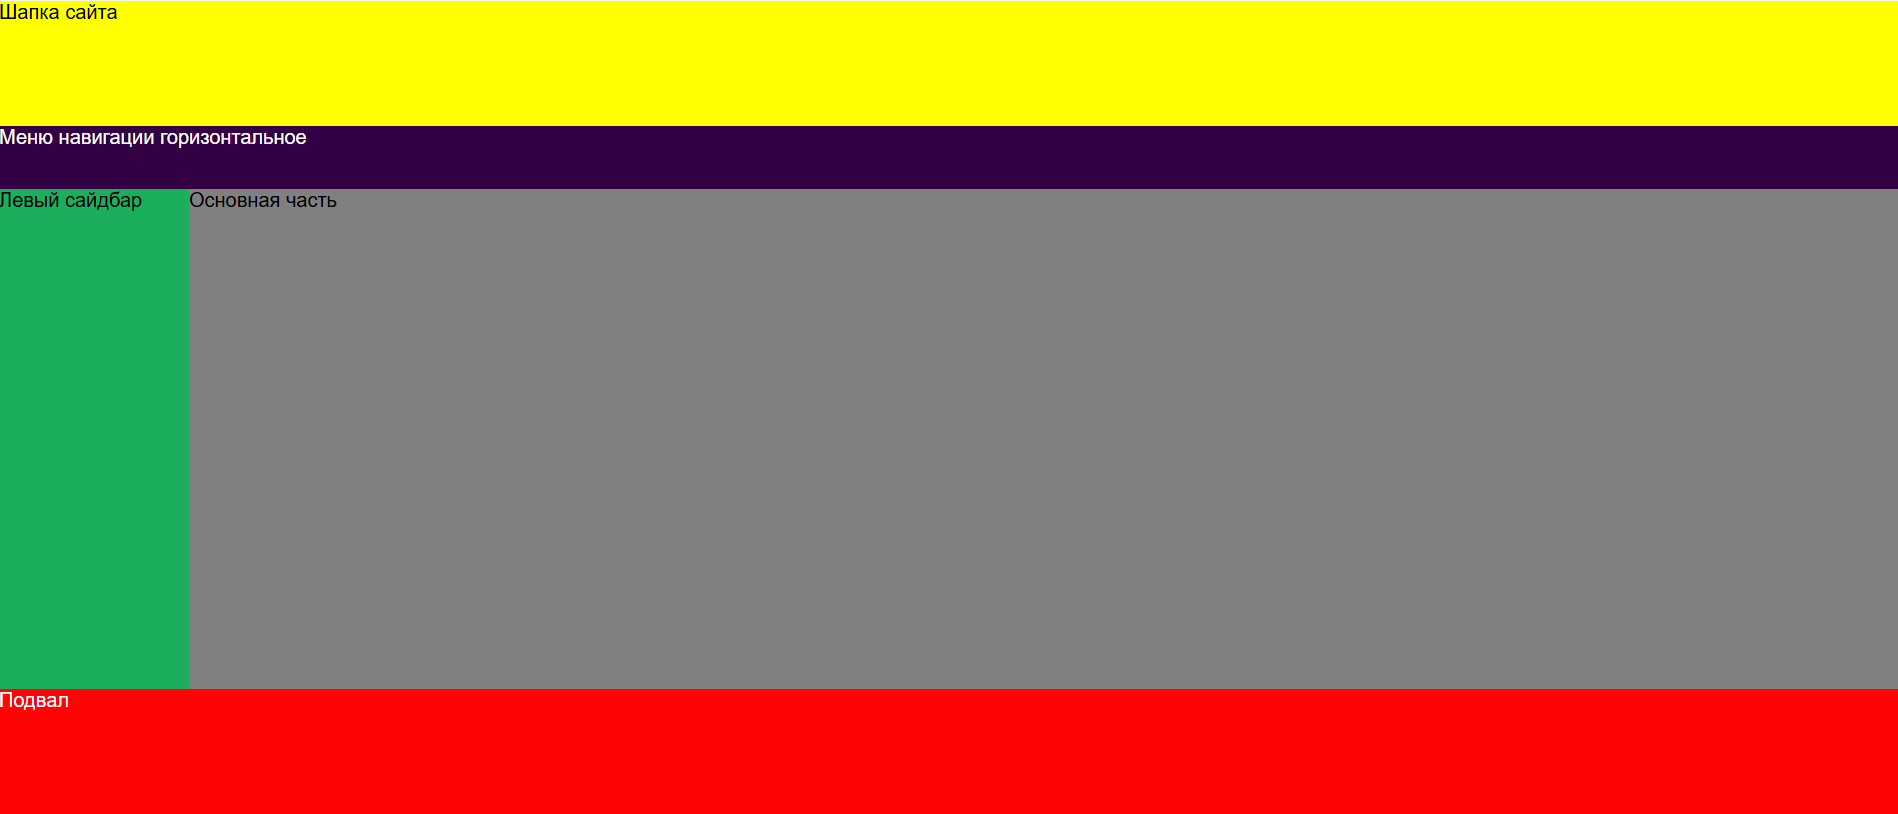 Шапка сайта
Меню навигации горизонтальное
Левый сайдбар
Основная часть
Подвал